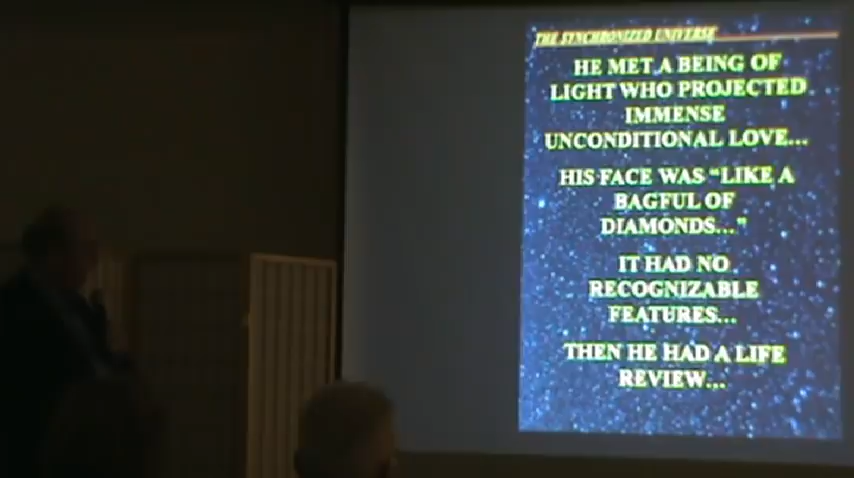 THE SYNCHRONIZED UNIVERSE
HE MET A BEING OF
LIGHT WHO PROJECTED
IMMENSE
UNCONDITIONAL LOVE...
HIS FACE WAS "LIKE A
BAGFUL OF
DIAMONDS..."
IT HAD NO
RECOGNIZABLE
FEATURES...
THEN HE HAD A LIFE
REVIEW...